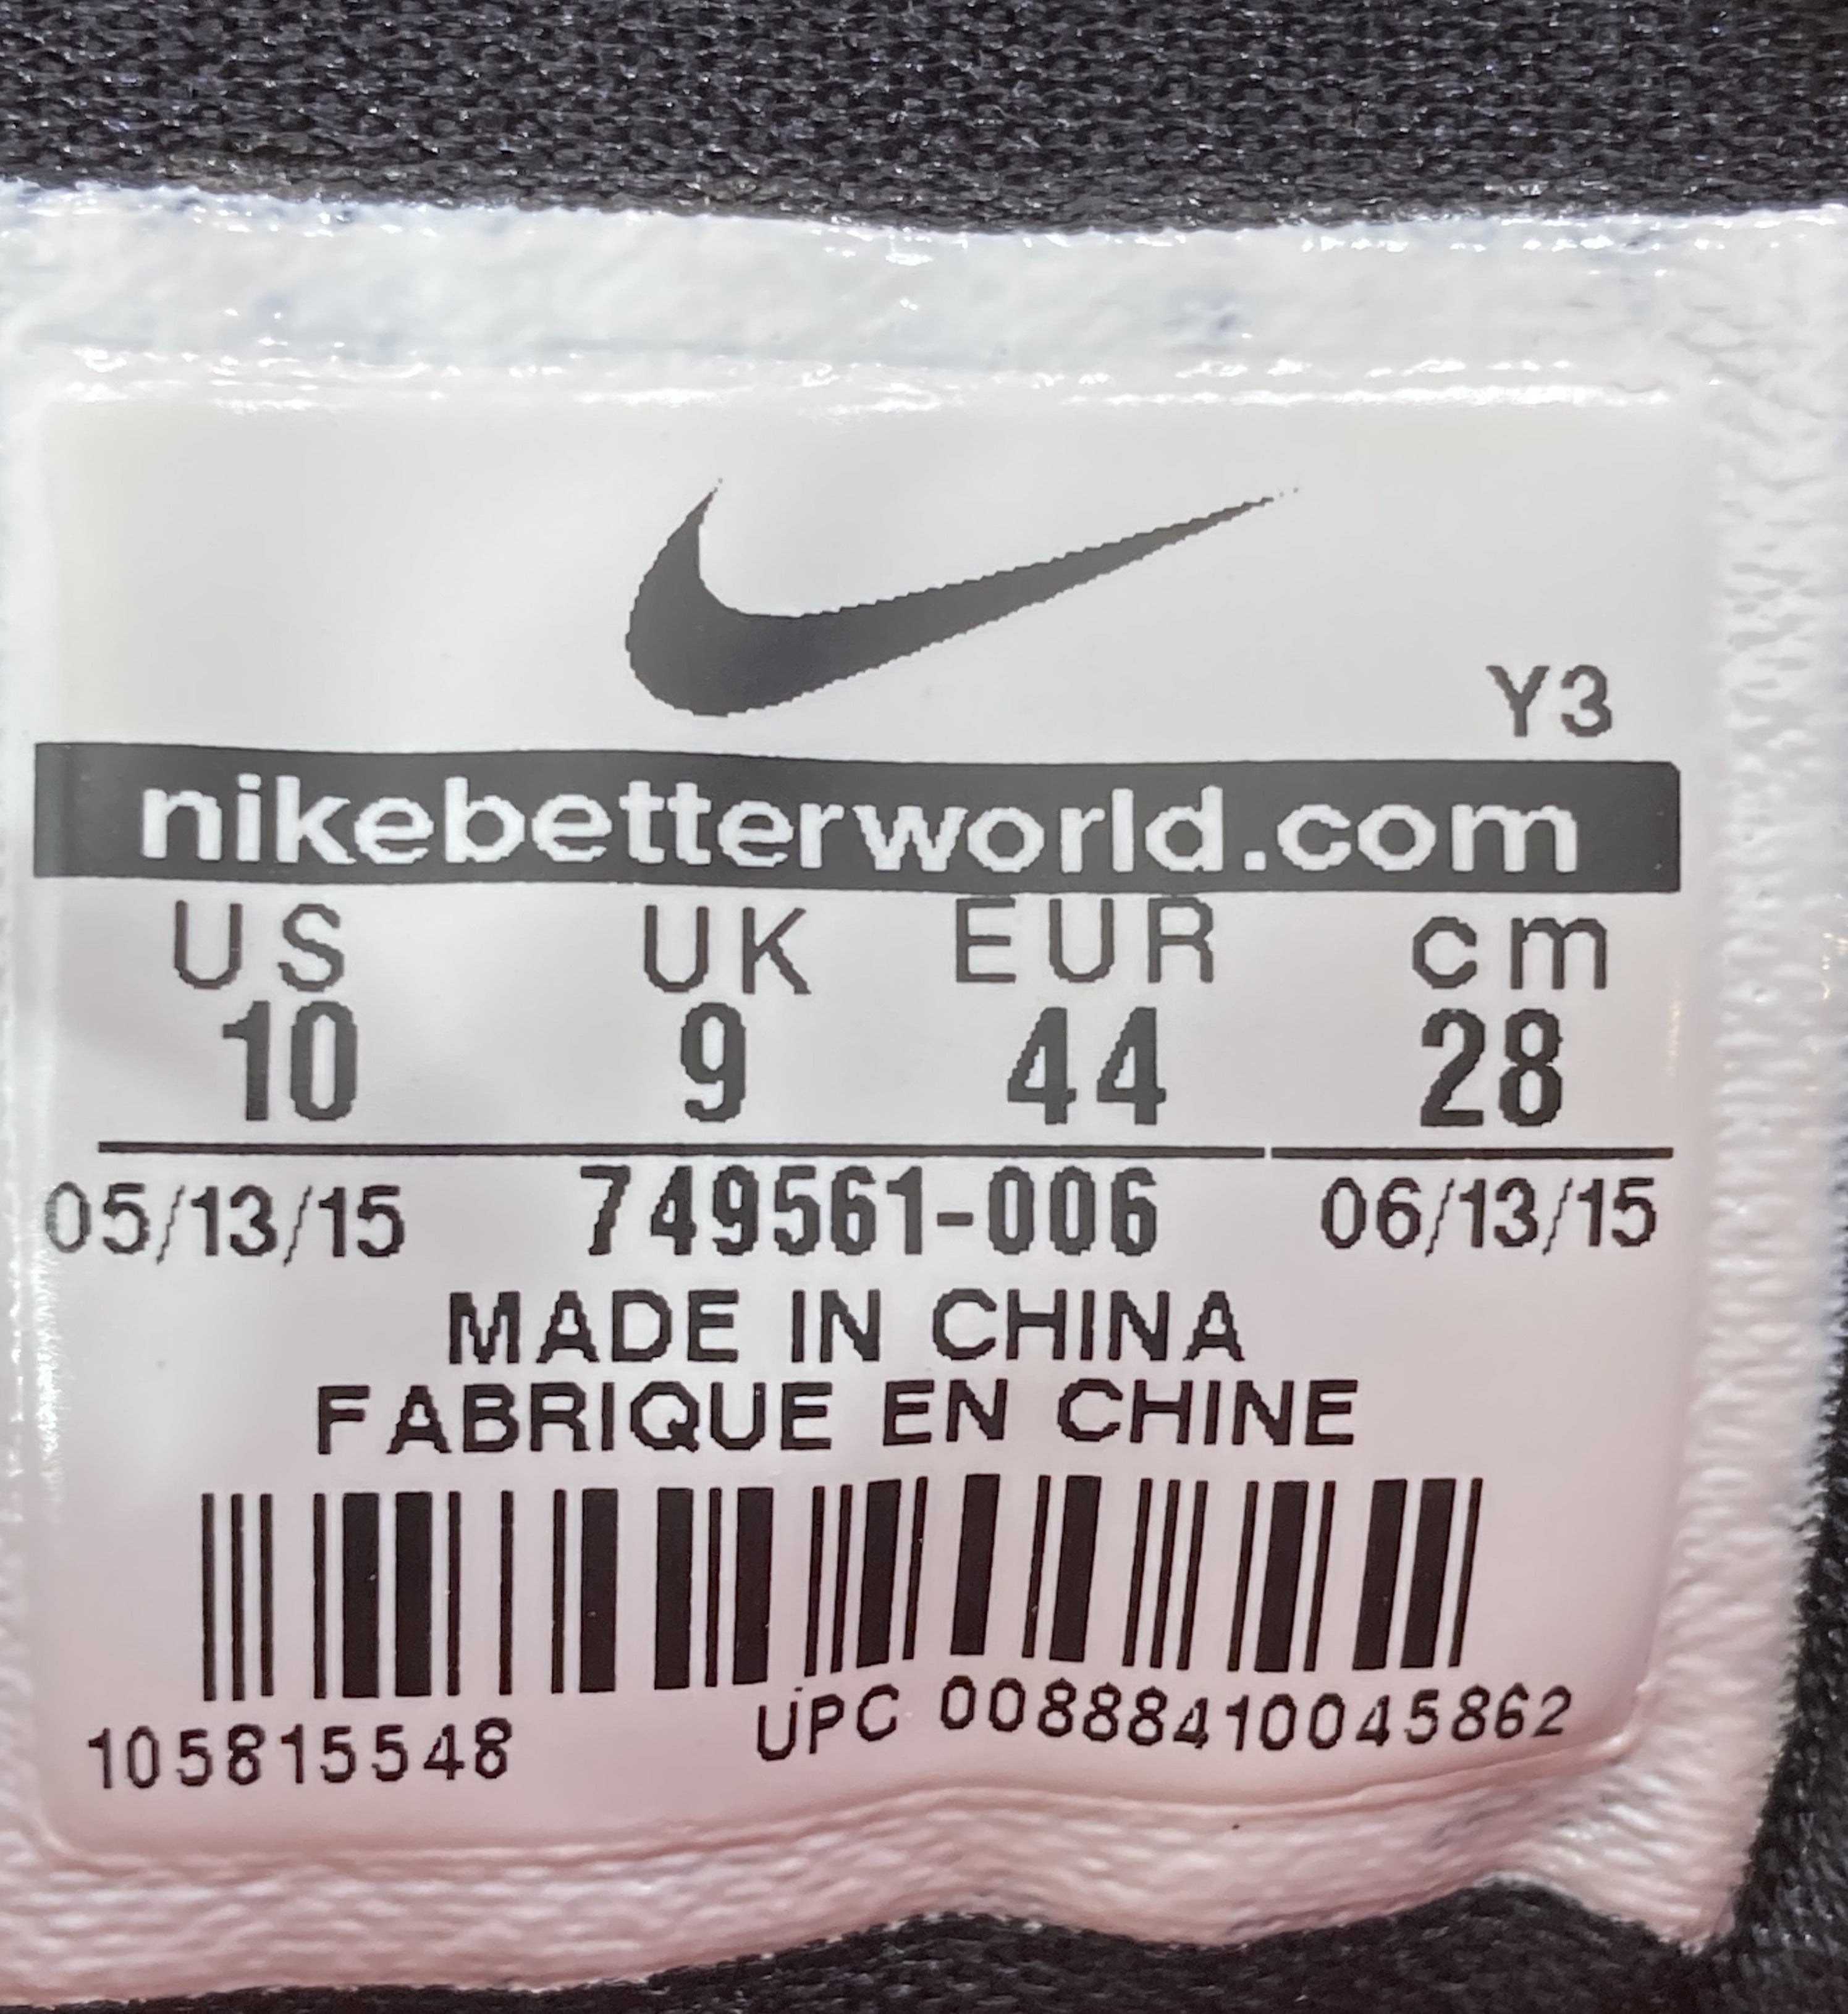 Y3
nikebetterworld.com
US UK EUR cm
10 9 44 28
05/13/15 749561-006 06/13/15
MADE IN CHINA
FABRIQUE EN CHINE
105815548 UPC 00888410045862